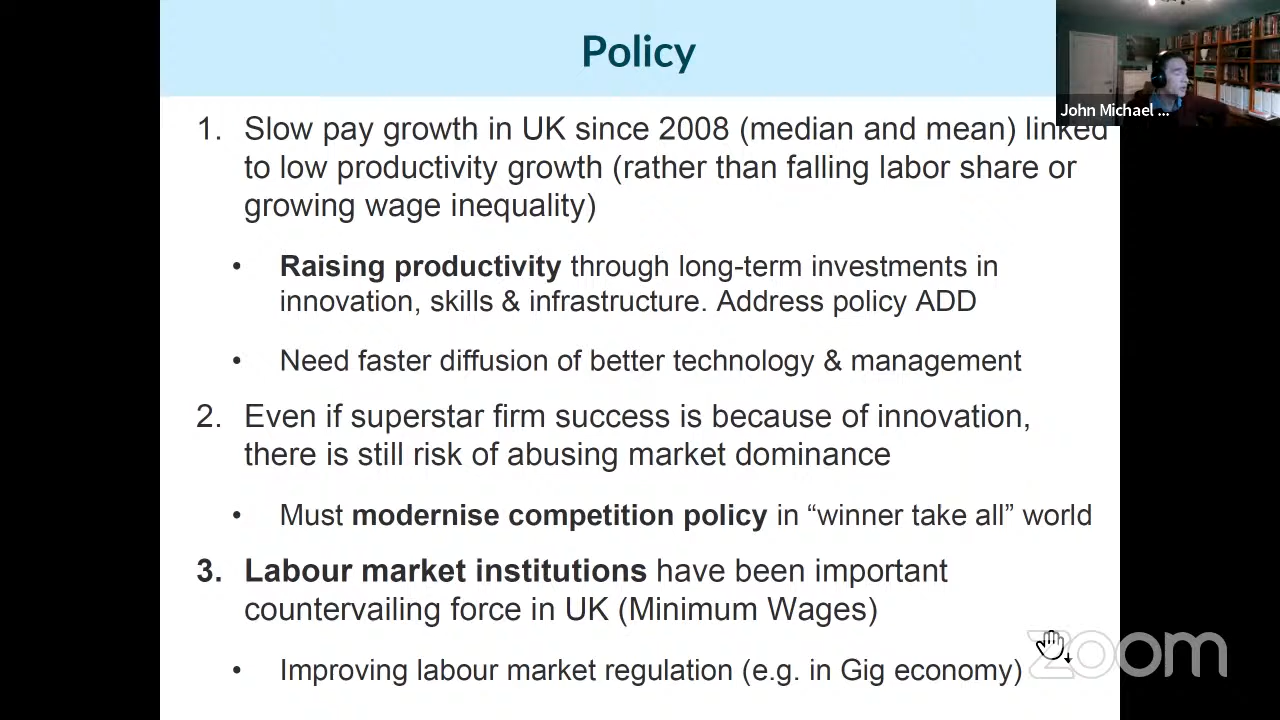 Policy
John Michael ...
1. Slow pay growth in UK since 2008 (median and mean) linked
to low productivity growth (rather than falling labor share or
growing wage inequality)
• Raising productivity through long-term investments in
innovation, skills & infrastructure. Address policy ADD
• Need faster diffusion of better technology & management
2. Even if superstar firm success is because of innovation,
there is still risk of abusing market dominance
• Must modernise competition policy in “winner take all” world
3. Labour market institutions have been important
countervailing force in UK (Minimum Wages)
• Improving labour market regulation (e.g. in Gig economy)
zoom